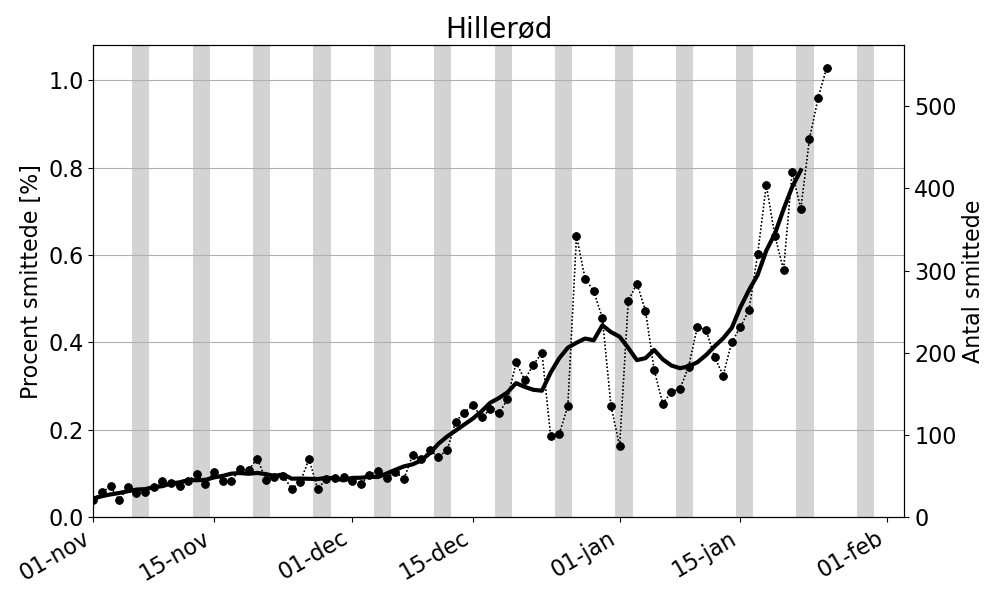 Hillerød
Procent smittede [%]
1.0
0.8
0.6
0.4
0.2
0.0
500
400
300
200
100
0
Antal smittede
01-nov
15-nov
01-dec
15-dec
01-jan
15-jan
01-feb